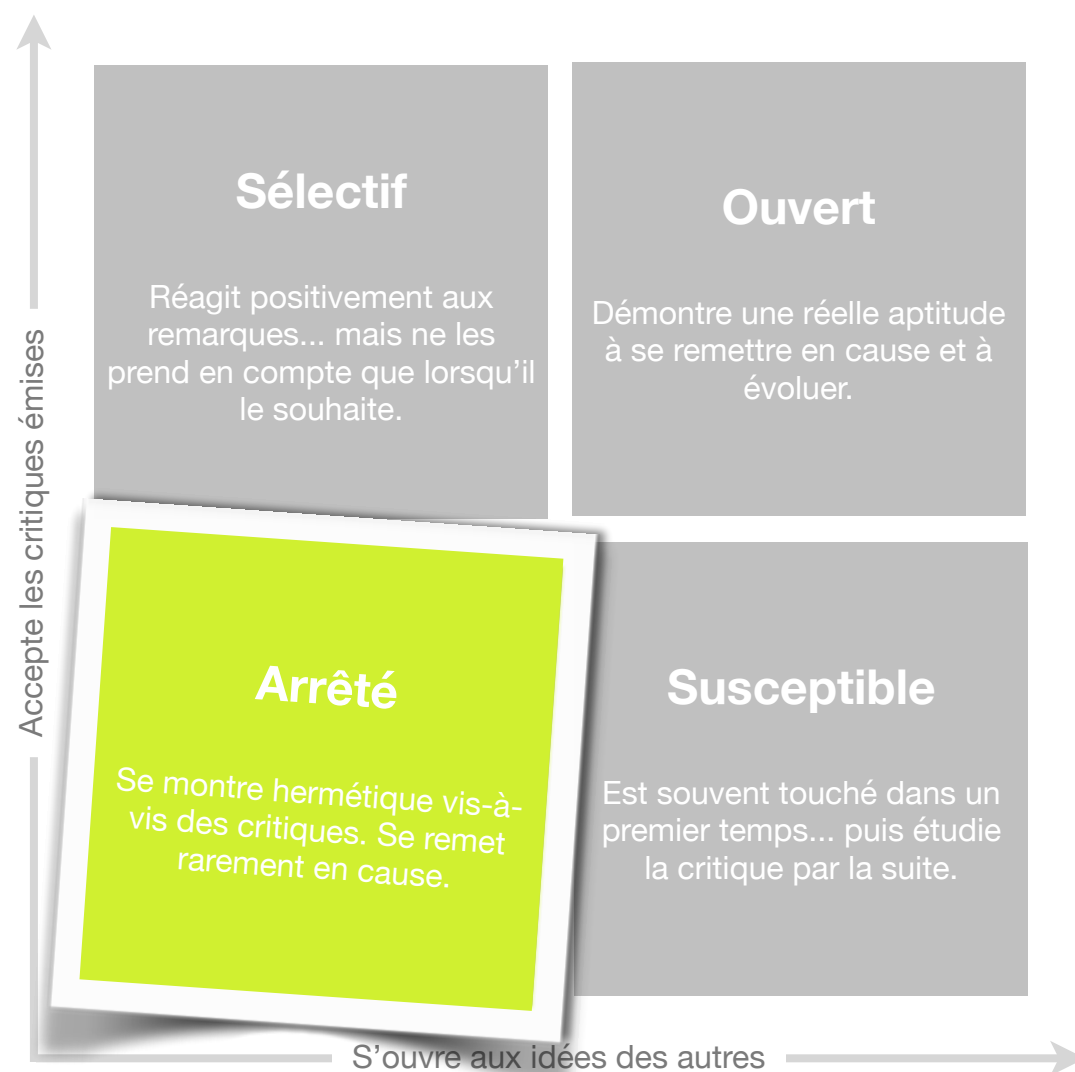 Sélectif
Réagit positivement aux
remarques... mais ne les
prend en compte que lorsqu'il
le souhaite.
Ouvert
Démontre une réelle aptitude
à se remettre en cause et à
évoluer.
Accepte les critiques émises
Arrêté
Se montre hermétique vis-à-
vis des critiques. Se remet
rarement en cause.
Susceptible
Est souvent touché dans un
premier temps... puis étudie
la critique par la suite.
S'ouvre aux idées des autres